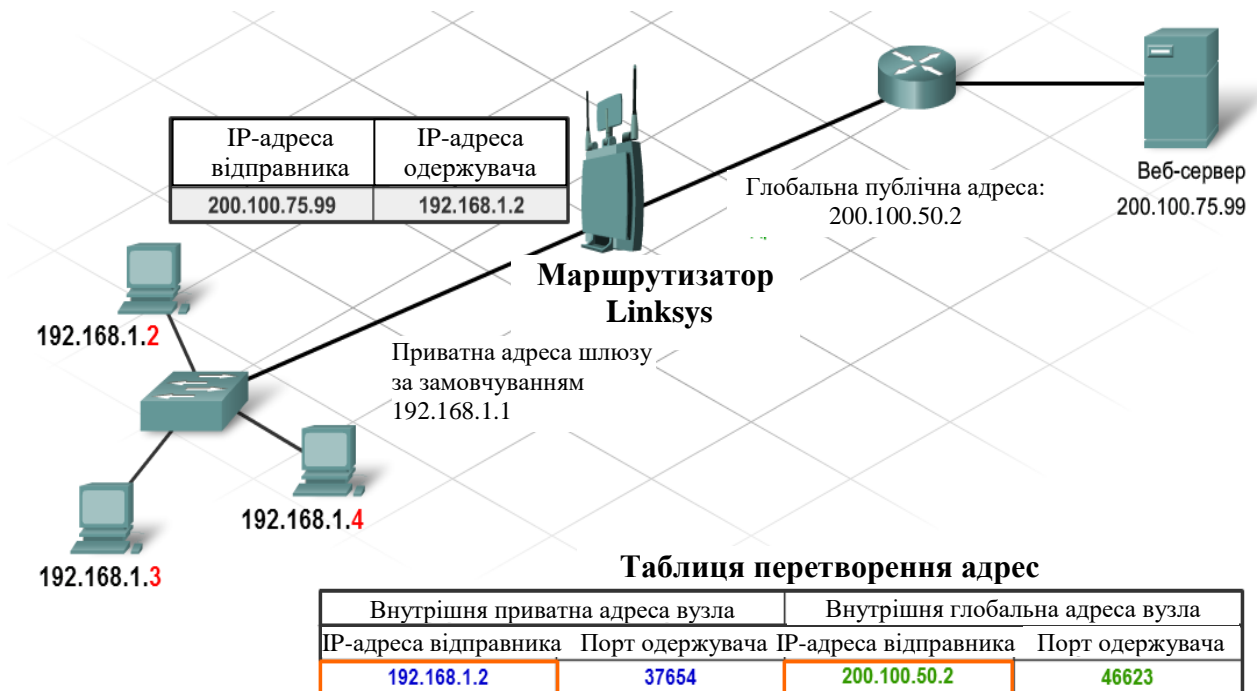 IP-адреса відправника
IP-адреса одержувача
200.100.75.99
192.168.1.2
Глобальна публічна адреса:
200.100.50.2
Веб-сервер
200.100.75.99
Маршрутизатор
Linksys
192.168.1.2
Приватна адреса шлюзу
за замовчуванням
192.168.1.1
192.168.1.4
192.168.1.3
Таблиця перетворення адрес
Внутрішня приватна адреса вузла
Внутрішня глобальна адреса вузла
IP-адреса відправника
Порт одержувача
IP-адреса відправника
Порт одержувача
192.168.1.2
37654
200.100.50.2
46623